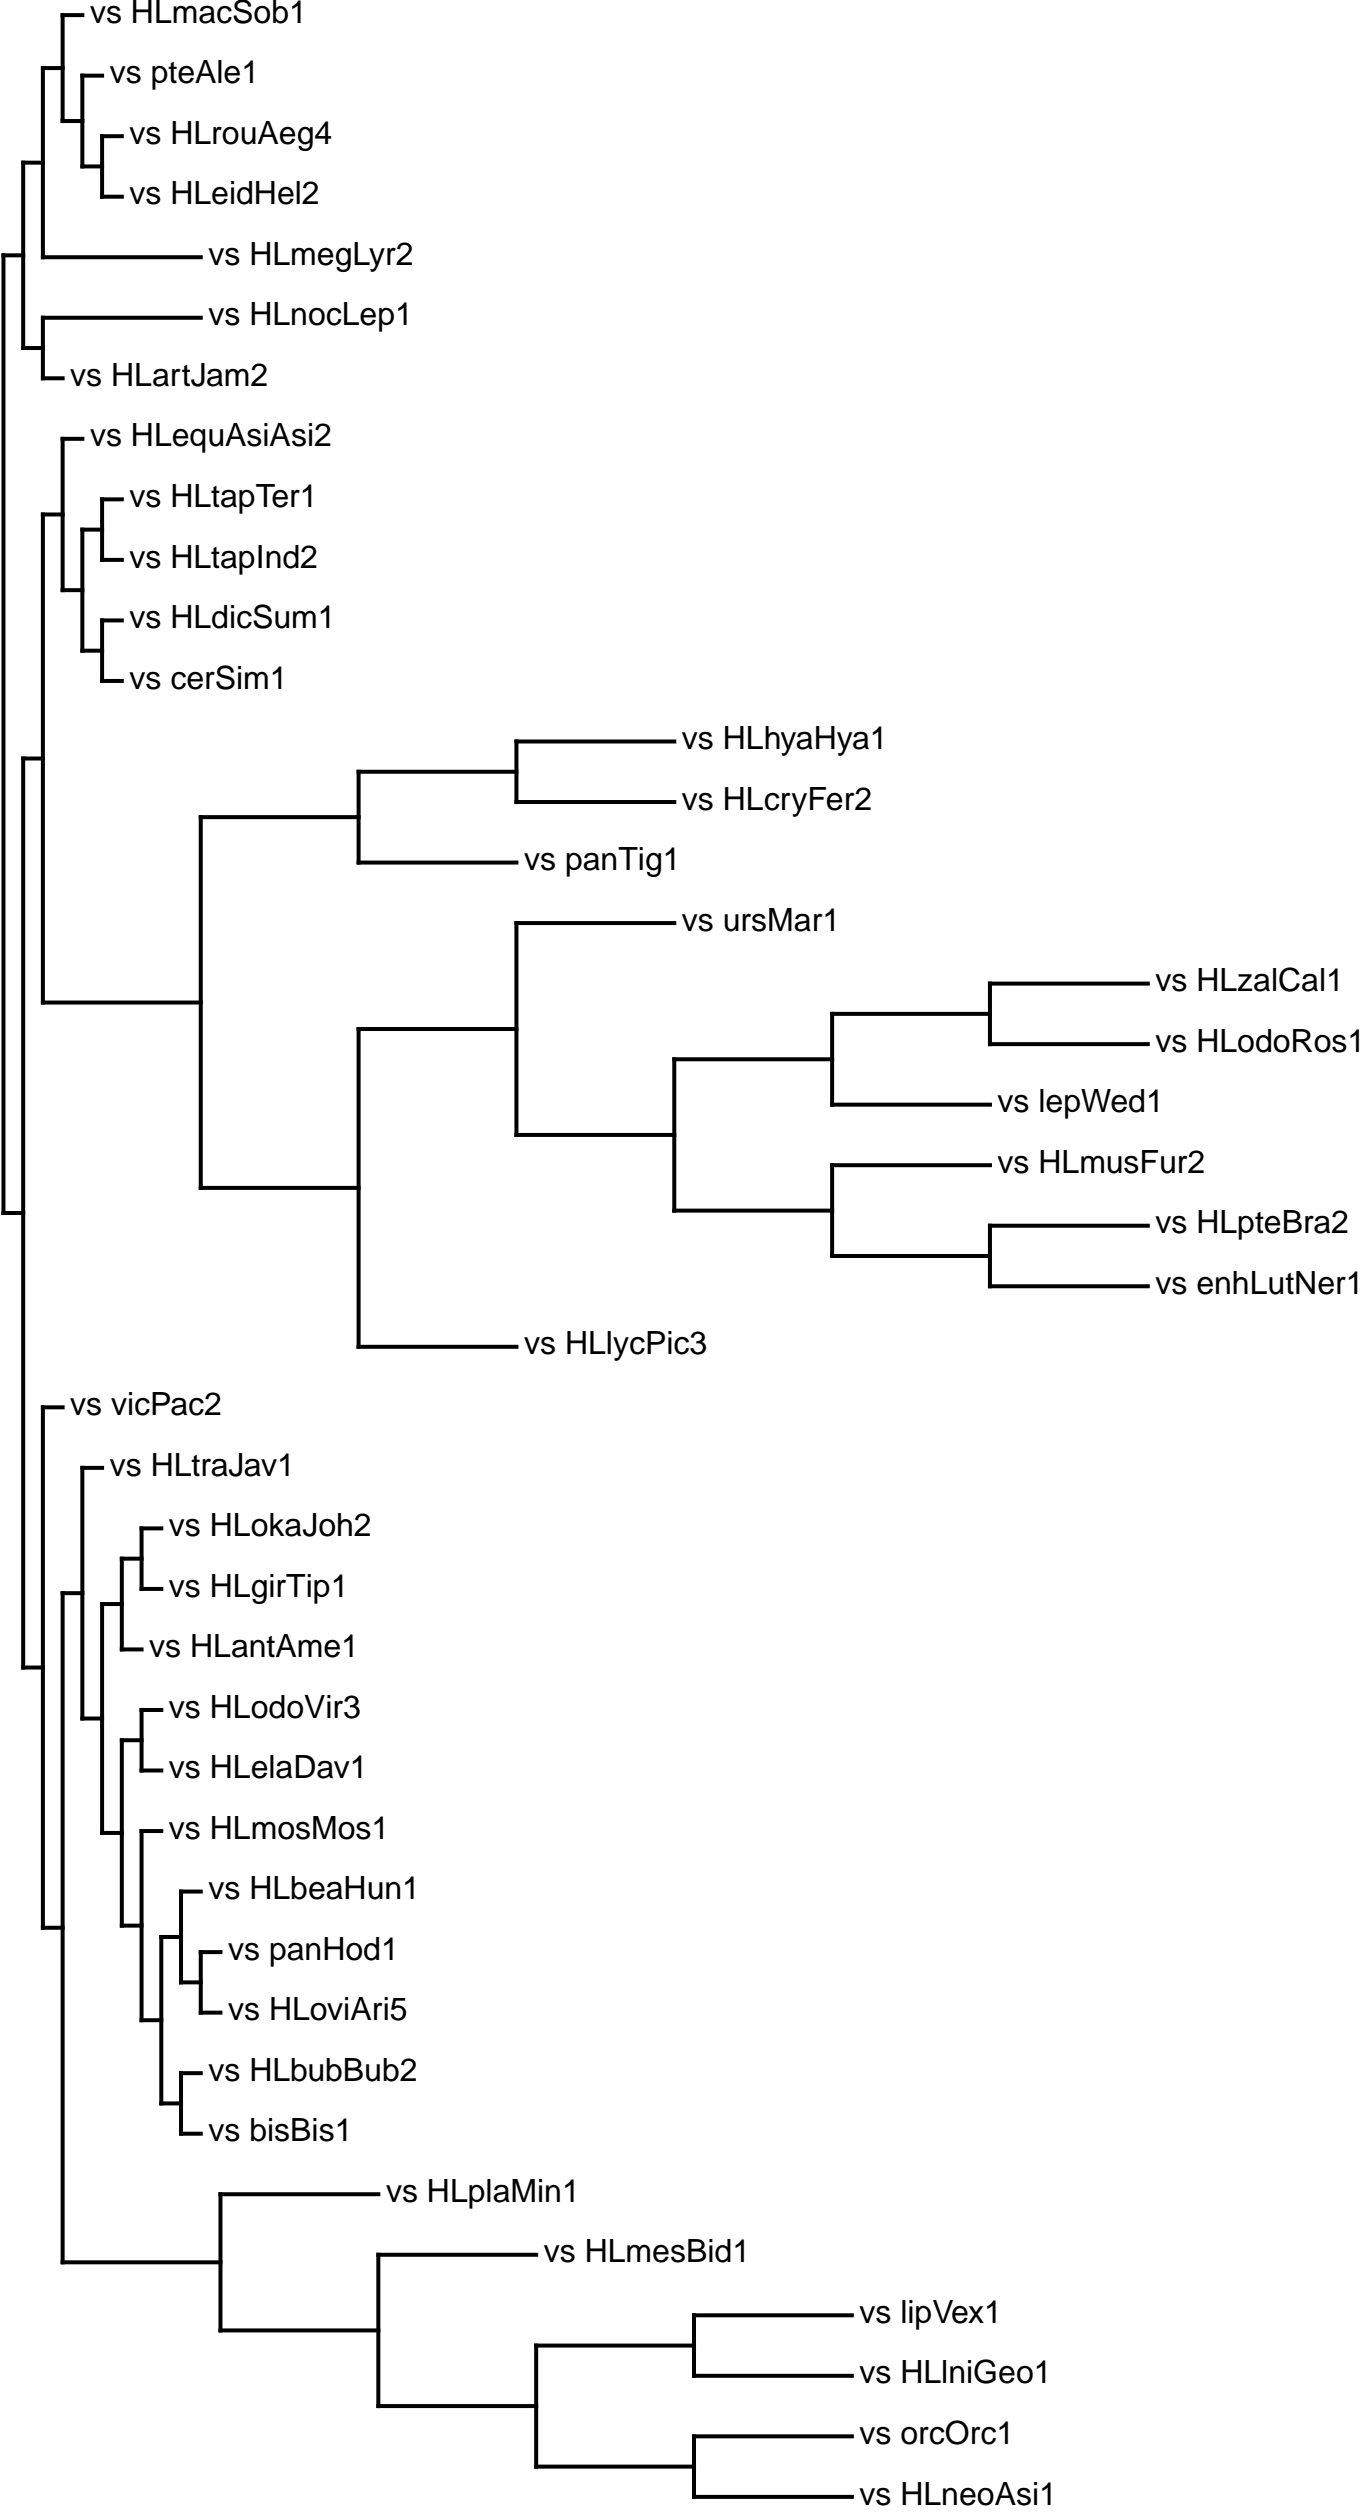 vs HLmacSob1
vs pteAle1
vs HLrouAeg4
vs HLeidHel2
vs HLmegLyr2
vs HLnocLep1
vs HLartJam2
vs HLequAsiAsi2
vs HLtapTer1
vs HLtapInd2
vs HLdicSum1
vs cerSim1
vs HLhyaHya1
vs HLcryFer2
vs panTig1
vs ursMar1
vs HLzalCal1
vs HLodoRos1
vs lepWed1
vs HLmusFur2
vs HLpteBra2
vs enhLutNer1
vs HLlycPic3
vs vicPac2
vs HLtraJav1
vs HLokaJoh2
vs HLgirTip1
vs HLantAme1
vs HLodoVir3
vs HLelaDav1
vs HLmosMos1
vs HLbeaHun1
vs panHod1
vs HLoviAri5
vs HLbubBub2
vs bisBis1
vs HLplaMin1
vs HLmesBid1
vs lipVex1
vs HLIniGeo1
vs orcOrc1
vs HLneoAsi1